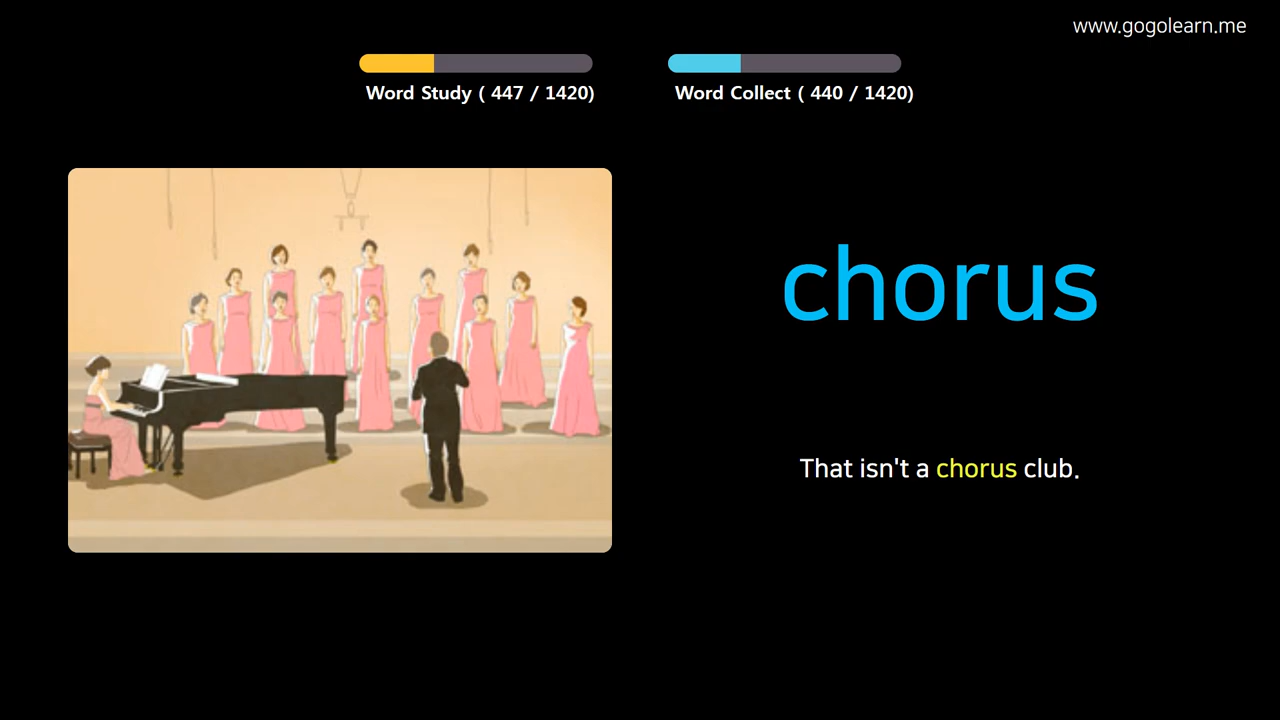 www.gogolearn.me
Word Study ( 447 / 1420)
Word Collect ( 440 / 1420)
chorus
That isn't a chorus club.